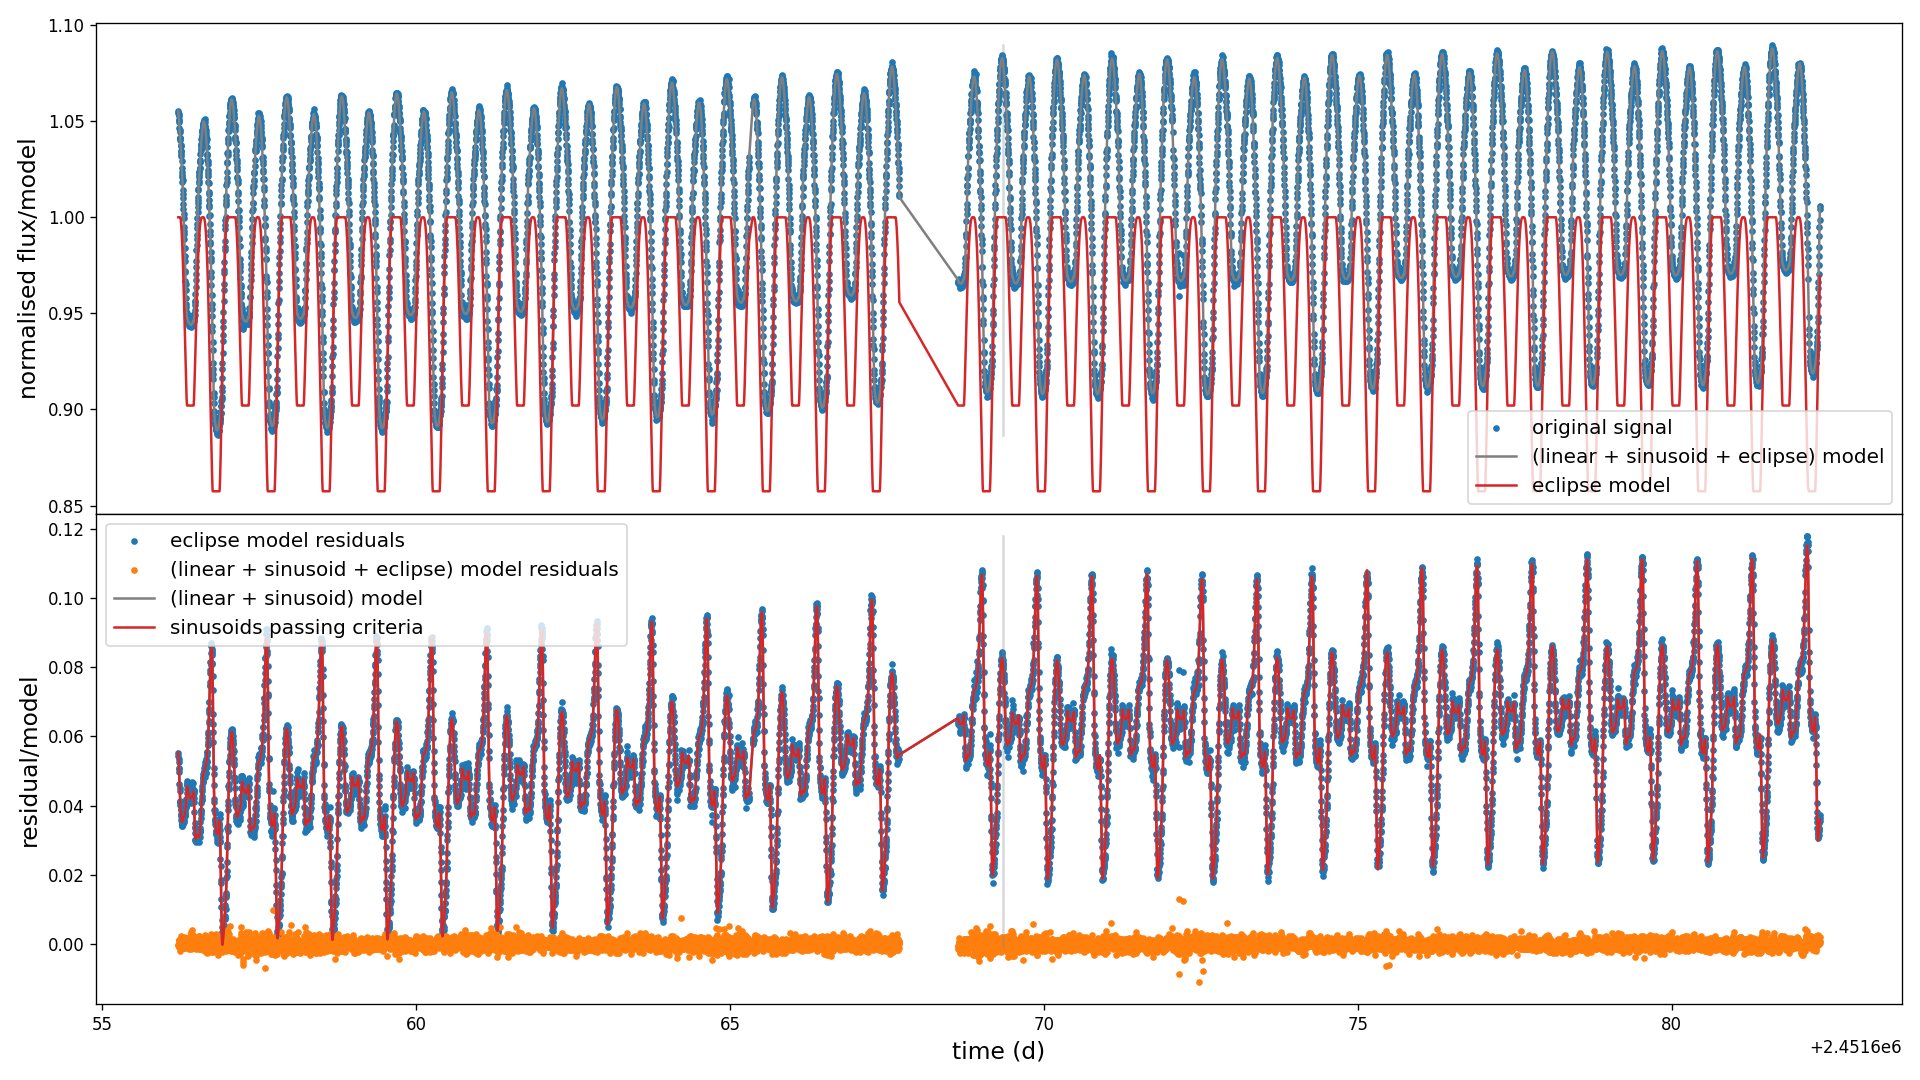 1.10
1.05
1.00
0.95
0.90
0.85
normalised flux/model
original signal
(linear + sinusoid + eclipse) model
eclipse model
0.12
0.10
0.08
0.06
0.04
0.02
0.00
residual/model
eclipse model residuals
(linear + sinusoid + eclipse) model residuals
(linear + sinusoid) model
sinusoids passing criteria
55 60 65 70 75 80
time (d)
+2.4516e6